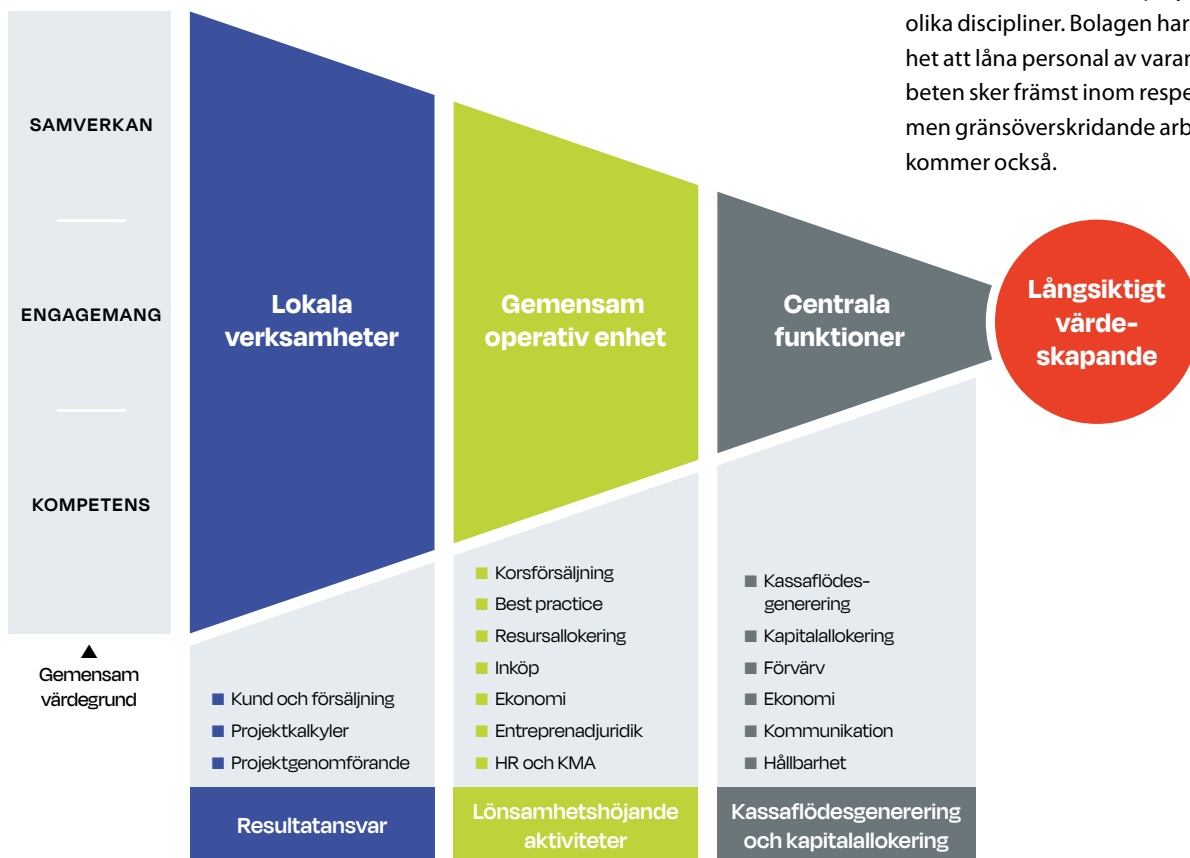 olika discipliner. Bolagen har
het att låna personal av varar
beten sker främst inom respe
men gränsöverskridande arb
kommer också.
SAMVERKAN
ENGAGEMANG
KOMPETENS
▲
Gemensam
värdegrund
Lokala
verksamheter
Gemensam
operativ enhet
Centrala
funktioner
Långsiktigt
värde-
skapande
■ Kund och försäljning
■ Projektkalkyler
■ Projektgenomförande
Resultatansvar
■ Korsförsäljning
■ Best practice
■ Resursallokering
■ Inköp
■ Ekonomi
■ Entreprenadjuridik
■ HR och KMA
Lönsamhetshöjande
aktiviteter
■ Kassaflödes-
generering
■ Kapitalallokering
■ Förvärv
■ Ekonomi
■ Kommunikation
■ Hållbarhet
Kassaflödesgenerering
och kapitalallokering